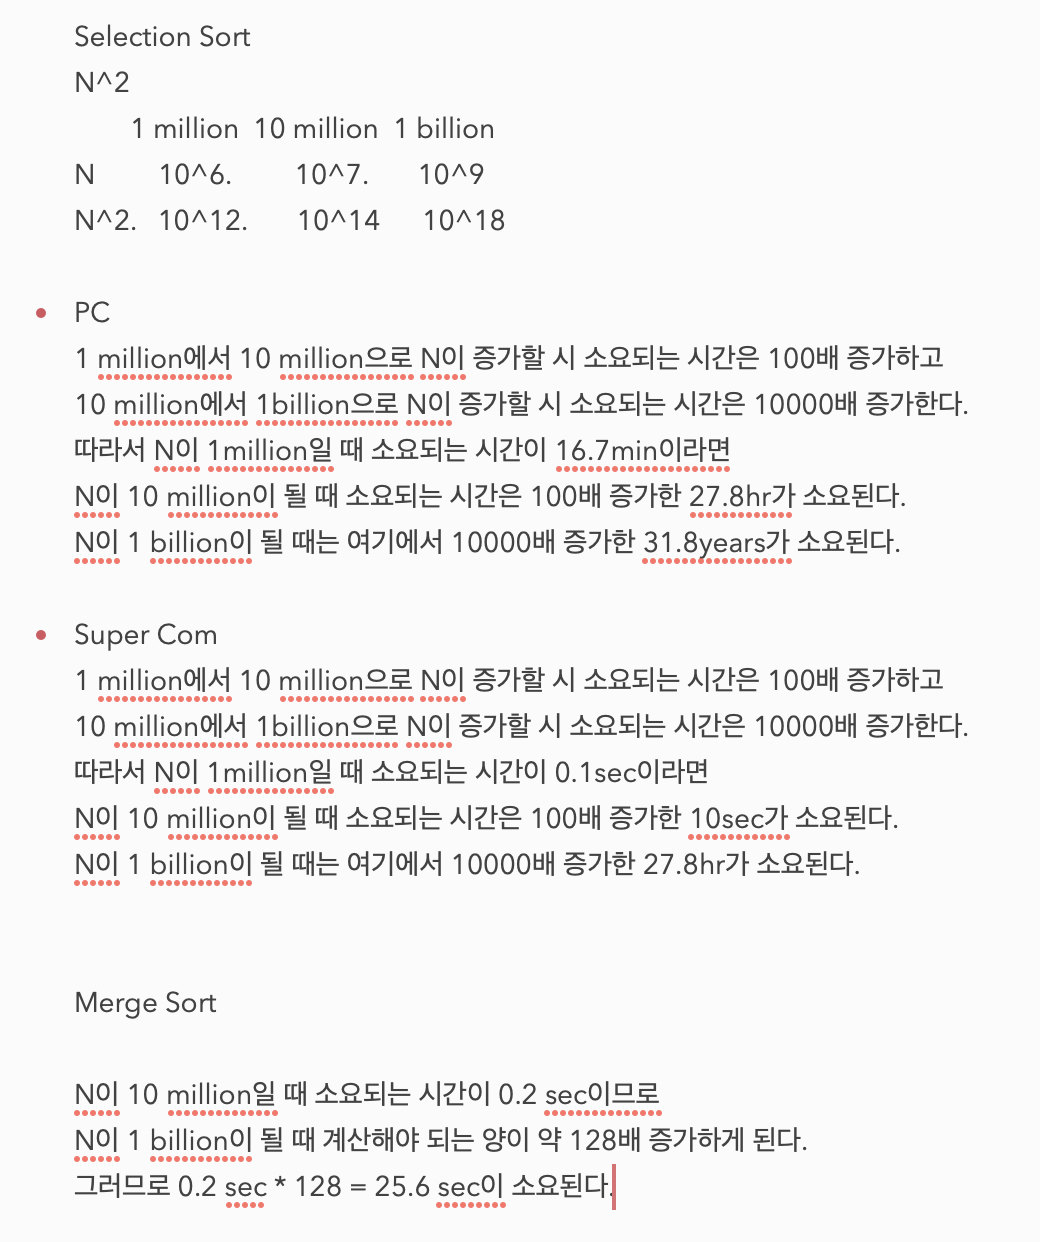 Selection Sort
N^2
1 million 10 million 1 billion
N 10^6. 10^7. 10^9
N^2. 10^12. 10^14 10^18
• PC
1 million에서 10 million으로 N이 증가할 시 소요되는 시간은 100배 증가하고
10 million에서 1billion으로 N이 증가할 시 소요되는 시간은 10000배 증가한다.
따라서 N이 1million일 때 소요되는 시간이 16.7min이라면
N이 10 million이 될 때 소요되는 시간은 100배 증가한 27.8hr가 소요된다.
N이 1 billion이 될 때는 여기에서 10000배 증가한 31.8years가 소요된다.
• Super Com
1 million에서 10 million으로 N이 증가할 시 소요되는 시간은 100배 증가하고
10 million에서 1billion으로 N이 증가할 시 소요되는 시간은 10000배 증가한다.
따라서 N이 1million일 때 소요되는 시간이 0.1sec이라면
N이 10 million이 될 때 소요되는 시간은 100배 증가한 10sec가 소요된다.
N이 1 billion이 될 때는 여기에서 10000배 증가한 27.8hr가 소요된다.
Merge Sort
N이 10 million일 때 소요되는 시간이 0.2 sec이므로
N이 1 billion이 될 때 계산해야 되는 양이 약 128배 증가하게 된다.
그러므로 0.2 sec * 128 = 25.6 sec이 소요된다.